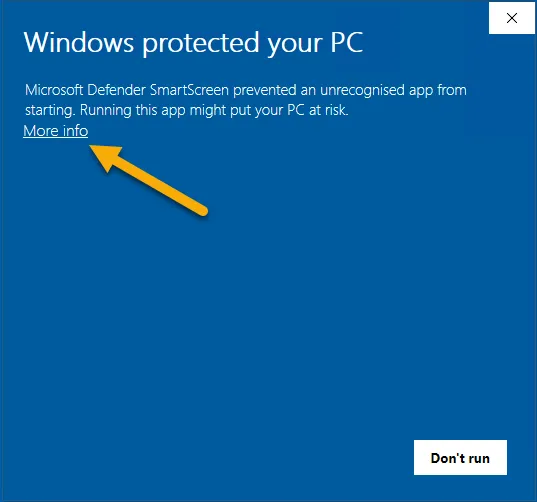 Windows protected your PC
Microsoft Defender SmartScreen prevented an unrecognised app from
starting. Running this app might put your PC at risk.
More info
Don't run